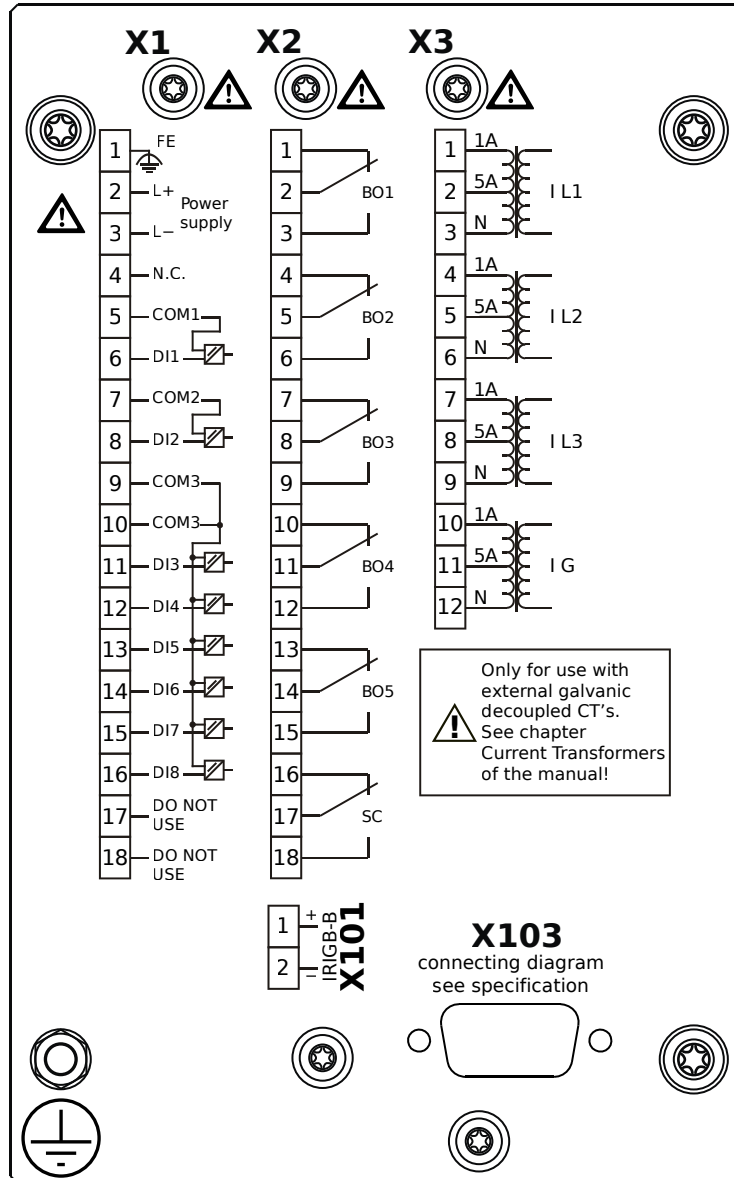 X1
X2
X3
1 FE
2 L+
Power
supply
3 L−
4 N.C.
5 COM1
6 DI1
7 COM2
8 DI2
9 COM3
10 COM3
11 DI3
12 DI4
13 DI5
14 DI6
15 DI7
16 DI8
17 DO NOT
USE
18 DO NOT
USE
1
2 BO1
3
4
5 BO2
6
7
8 BO3
9
10
11 BO4
12
13
14 BO5
15
16
17 SC
18
1 1A
2 5A I L1
3 N
4 1A
5 5A I L2
6 N
7 1A
8 5A I L3
9 N
10 1A
11 5A I G
12 N
Only for use with
external galvanic
decoupled CT's.
See chapter
Current Transformers
of the manual!
1 +
2 −
IRIGB-B
X101
X103
connecting diagram
see specification